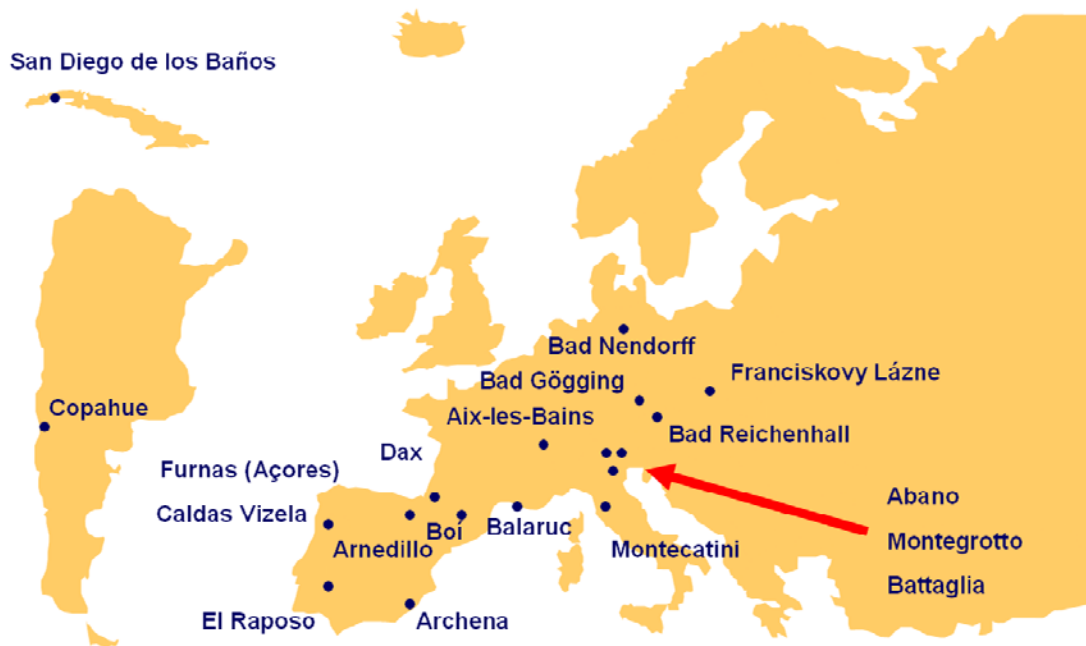 San Diego de los Baños
Bad Nendorff
Franciskovy Lázne
Bad Gögging
Copahue
Aix-les-Bains
Bad Reichenhall
Dax
Furnas (Açores)
Abano
Caldas Vizela
Boí
Balaruc
Arnedillo
Montecatini
Montegrotto
Battaglia
El Raposo
Archena